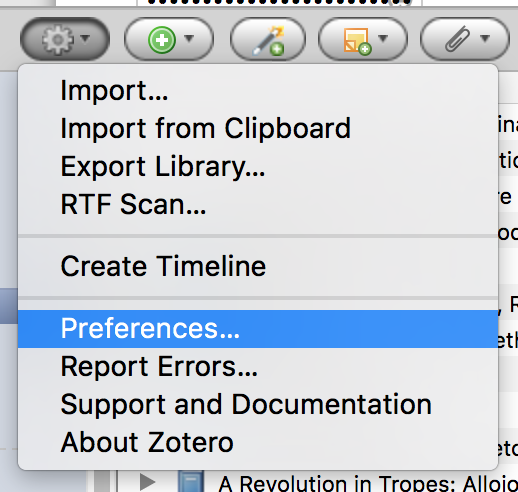 Import...
Import from Clipboard
Export Library...
RTF Scan...
Create Timeline
Preferences...
Report Errors...
Support and Documentation
About Zotero
A Revolution in Tropes: Alloio